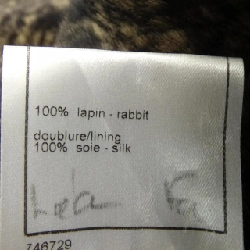 100% lapin - rabbit
doublure/lining
100% soie - silk
746729